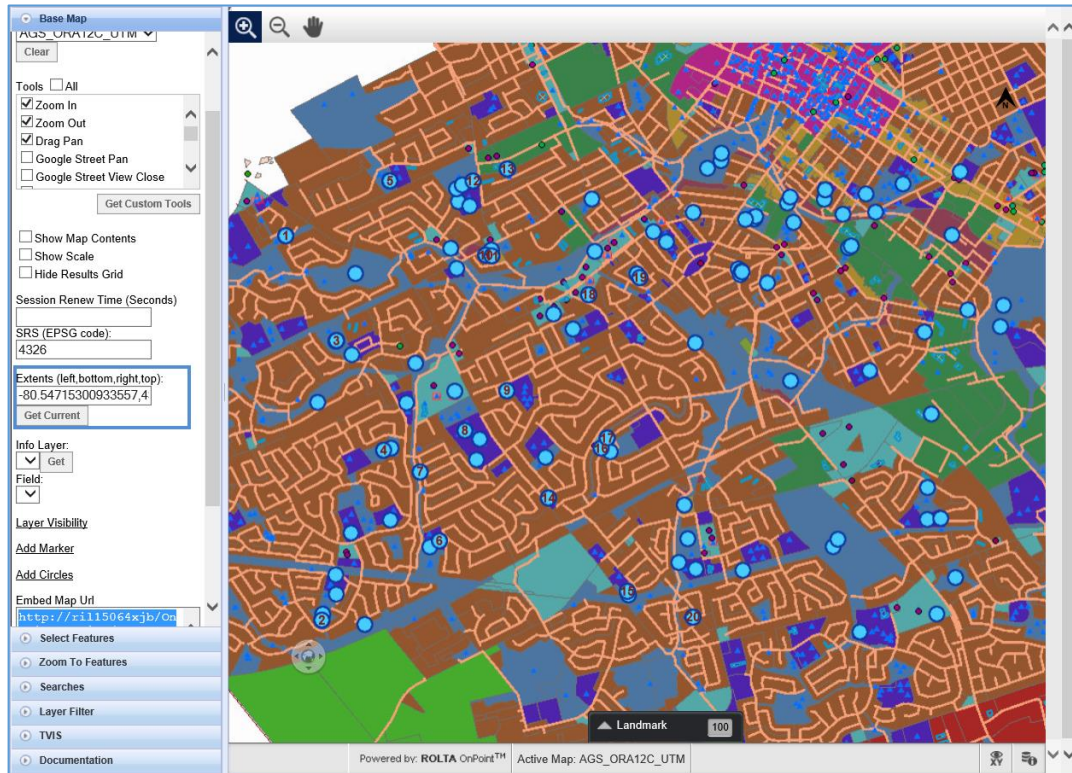 Base Map
AGS_ORA12C_UTM
Clear
Tools All
Zoom In
Zoom Out
Drag Pan
Google Street Pan
Google Street View Close
Get Custom Tools
Show Map Contents
Show Scale
Hide Results Grid
Session Renew Time (Seconds)
SRS (EPSG code):
4326
Extents (left,bottom,right,top):
-80.54715300933557,4
Get Current
Info Layer:
Get
Field:
Layer Visibility
Add Marker
Add Circles
Embed Map Url
http://ril15064xjb/On
Select Features
Zoom To Features
Searches
Layer Filter
TVIS
Documentation
N
13
5
12
1
101
19
18
3
9
8
17
4
16
7
14
6
15
2
20
Landmark 100
Powered by: ROLTA OnPoint™ Active Map: AGS_ORA12C_UTM
XY